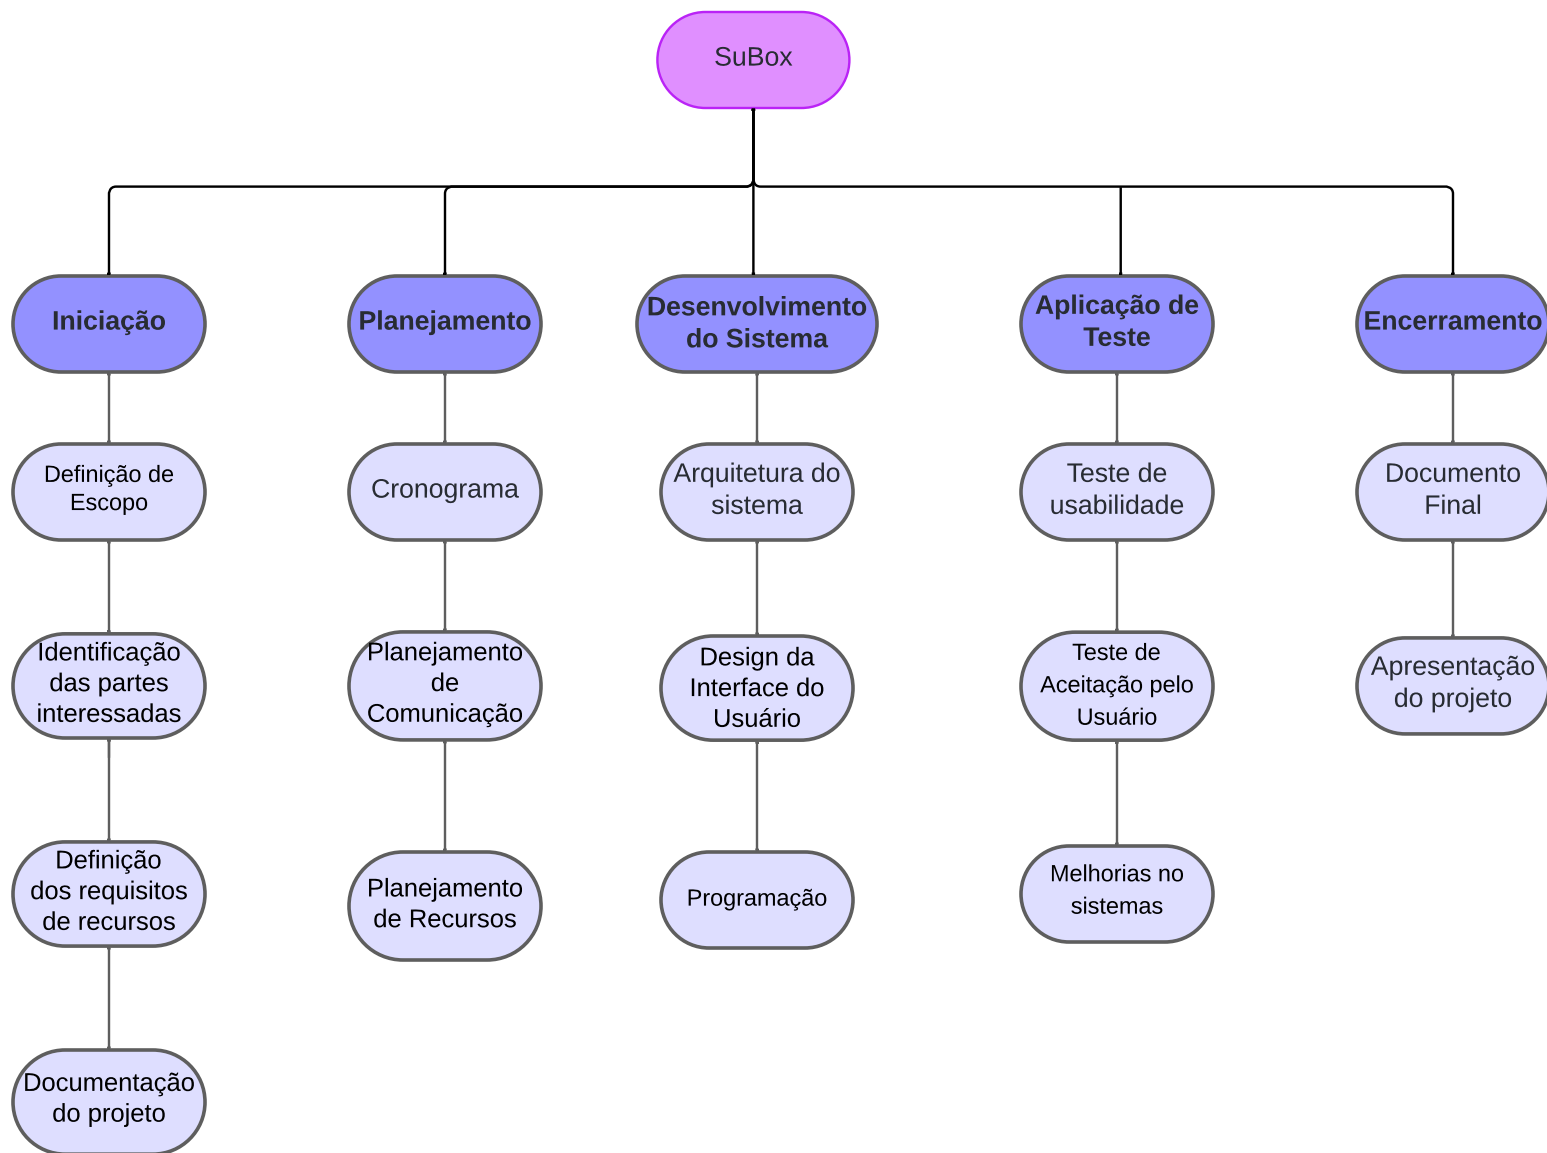 SuBox
Iniciação
Planejamento
Desenvolvimento
do Sistema
Aplicação de
Teste
Encerramento
Definição de
Escopo
Cronograma
Arquitetura do
sistema
Teste de
usabilidade
Documento
Final
Identificação
das partes
interessadas
Planejamento
de
Comunicação
Design da
Interface do
Usuário
Teste de
Aceitação pelo
Usuário
Apresentação
do projeto
Definição
dos requisitos
de recursos
Planejamento
de Recursos
Programação
Melhorias no
sistemas
Documentação
do projeto